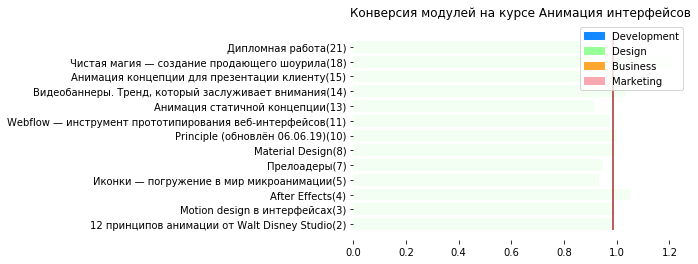 Конверсия модулей на курсе Анимация интерфейсов
Development
Design
Business
Marketing
Дипломная работа(21)
Чистая магия — создание продающего шоурила(18)
Анимация концепции для презентации клиенту(15)
Видеобаннеры. Тренд, который заслуживает внимания(14)
Анимация статичной концепции(13)
Webflow — инструмент прототипирования веб-интерфейсов(11)
Principle (обновлён 06.06.19)(10)
Material Design(8)
Прелоадеры(7)
Иконки — погружение в мир микроанимации(5)
After Effects(4)
Motion design в интерфейсах(3)
12 принципов анимации от Walt Disney Studio(2)
0.0 0.2 0.4 0.6 0.8 1.0 1.2